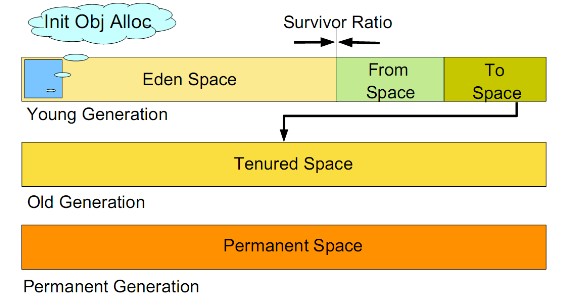 Init Obj Alloc
Survivor Ratio
Eden Space
From
Space
To
Space
Young Generation
Tenured Space
Old Generation
Permanent Space
Permanent Generation